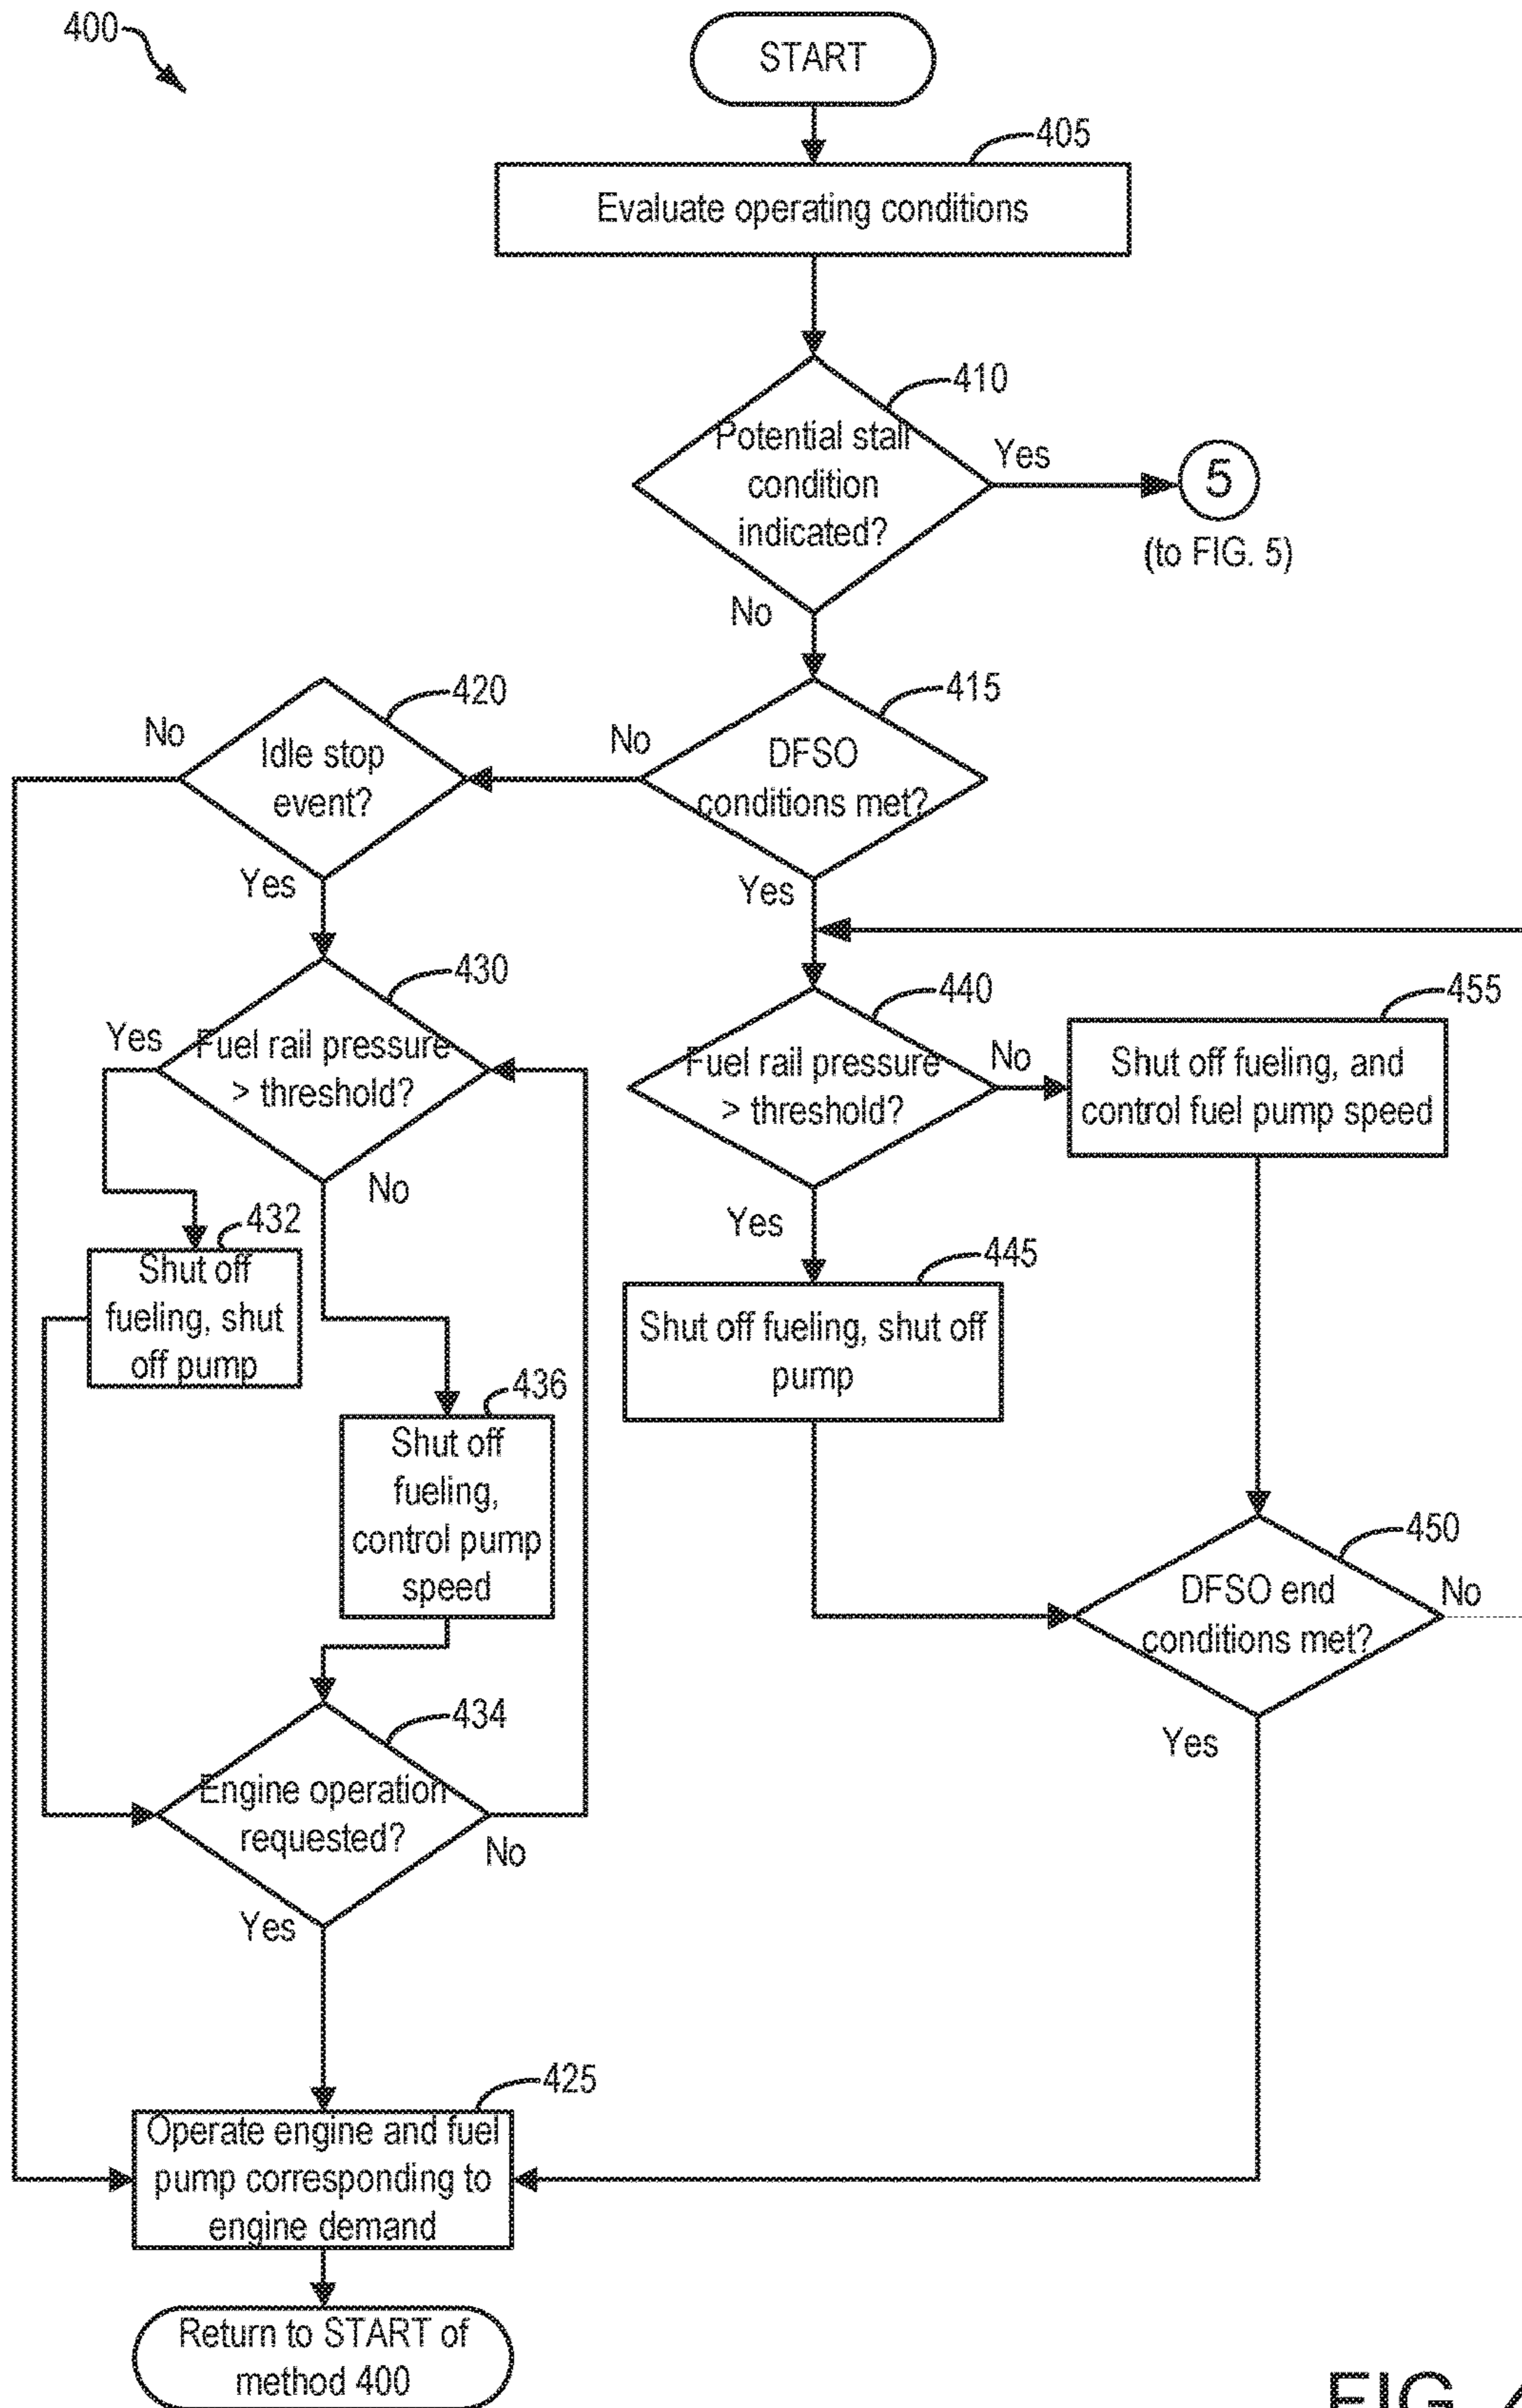 400
START
405
Evaluate operating conditions
410
Potential stall
condition
indicated?
Yes
5
(to FIG. 5)
No
420
415
No
Idle stop
event?
No
DFSO
conditions met?
Yes
Yes
430
440
455
Yes
Fuel rail pressure
> threshold?
No
Fuel rail pressure
> threshold?
No
Shut off fueling, and
control fuel pump speed
432
Shut off
fueling, shut
off pump
Yes
445
Shut off fueling, shut off
pump
436
Shut off
fueling,
control pump
speed
450
DFSO end
conditions met?
No
Yes
434
Engine operation
requested?
No
Yes
425
Operate engine and fuel
pump corresponding to
engine demand
Return to START of
method 400
FIG.